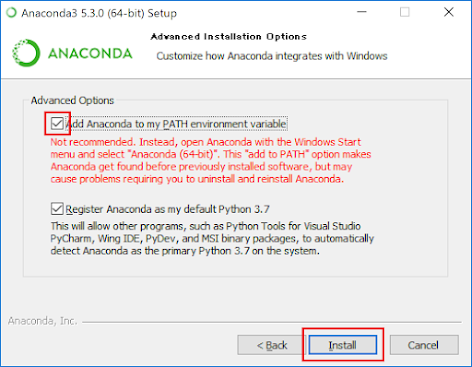 Anaconda3 5.3.0 (64-bit) Setup
Advanced Installation Options
ANACONDA
Customize how Anaconda integrates with Windows
Advanced Options
Add Anaconda to my PATH environment variable
Not recommended. Instead, open Anaconda with the Windows Start
menu and select "Anaconda (64-bit)". This "add to PATH" option makes
Anaconda get found before previously installed software, but may
cause problems requiring you to uninstall and reinstall Anaconda.
Register Anaconda as my default Python 3.7
This will allow other programs, such as Python Tools for Visual Studio
PyCharm, Wing IDE, PyDev, and MSI binary packages, to automatically
detect Anaconda as the primary Python 3.7 on the system.
Anaconda, Inc.
< Back
Install
Cancel